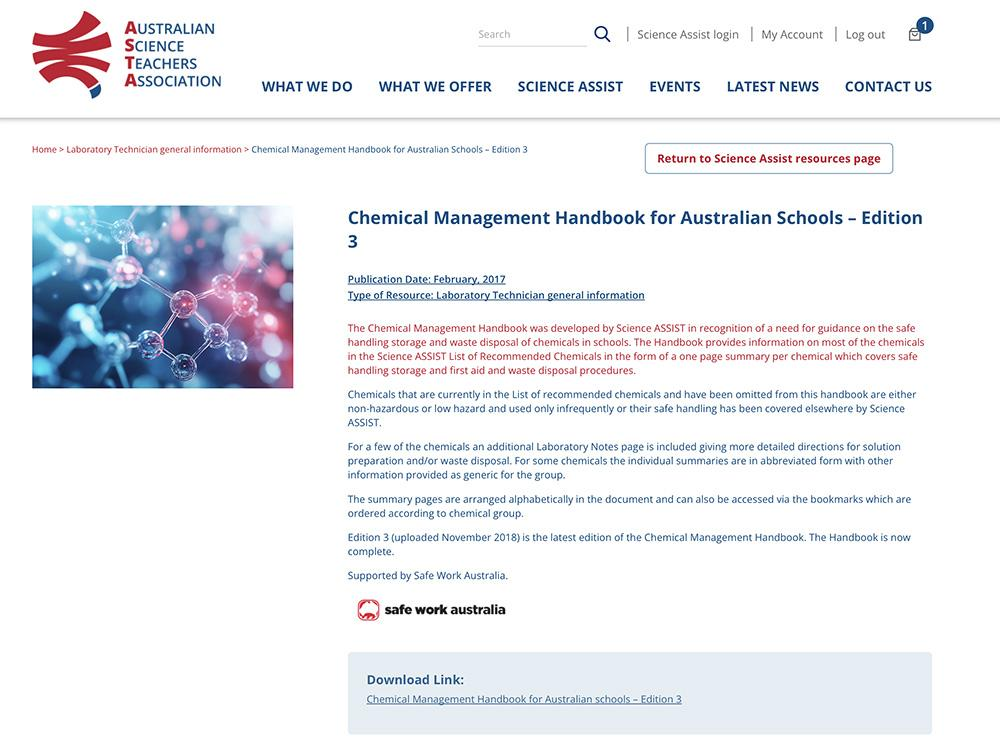 AUSTRALIAN
SCIENCE
TEACHERS
ASSOCIATION
Search
Science Assist login
My Account
Log out
1
WHAT WE DO
WHAT WE OFFER
SCIENCE ASSIST
EVENTS
LATEST NEWS
CONTACT US
Home > Laboratory Technician general information > Chemical Management Handbook for Australian Schools – Edition 3
Return to Science Assist resources page
Chemical Management Handbook for Australian Schools – Edition
3
Publication Date: February, 2017
Type of Resource: Laboratory Technician general information
The Chemical Management Handbook was developed by Science ASSIST in recognition of a need for guidance on the safe
handling storage and waste disposal of chemicals in schools. The Handbook provides information on most of the chemicals
in the Science ASSIST List of Recommended Chemicals in the form of a one page summary per chemical which covers safe
handling storage and first aid and waste disposal procedures.
Chemicals that are currently in the List of recommended chemicals and have been omitted from this handbook are either
non-hazardous or low hazard and used only infrequently or their safe handling has been covered elsewhere by Science
ASSIST.
For a few of the chemicals an additional Laboratory Notes page is included giving more detailed directions for solution
preparation and/or waste disposal. For some chemicals the individual summaries are in abbreviated form with other
information provided as generic for the group.
The summary pages are arranged alphabetically in the document and can also be accessed via the bookmarks which are
ordered according to chemical group.
Edition 3 (uploaded November 2018) is the latest edition of the Chemical Management Handbook. The Handbook is now
complete.
Supported by Safe Work Australia.
safe work australia
Download Link:
Chemical Management Handbook for Australian schools – Edition 3